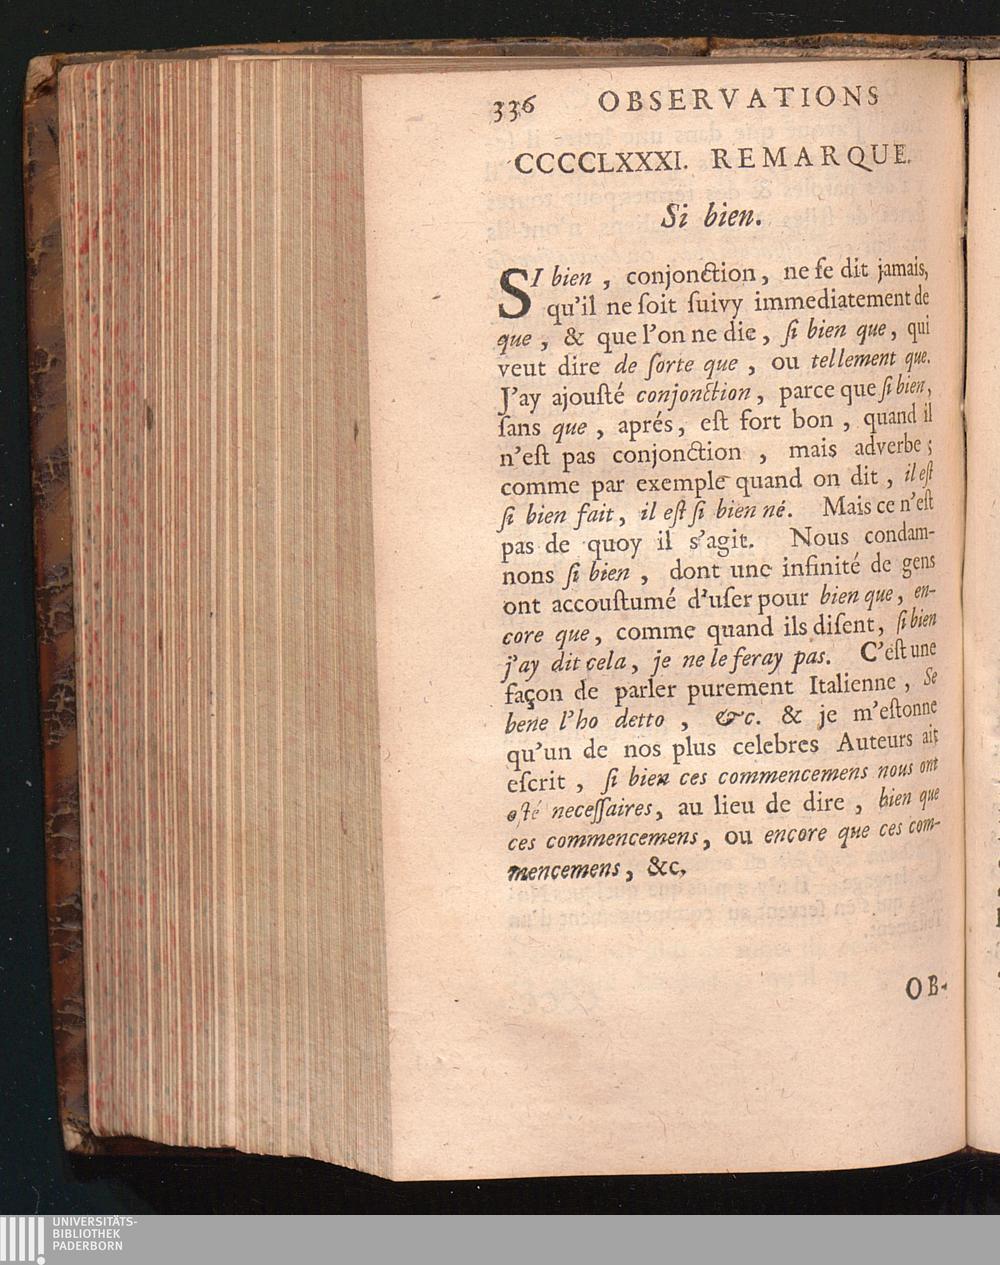 336 OBSERVATIONS
CCCCCLXXXI. REMARQUE.
Si bien.
SI bien , conjonction, ne ſe dit jamais,
qu'il ne ſoit ſuivy immediatement de
que , & que l'on ne die , ſi bien que, qui
veut dire de ſorte que , ou tellement que.
J'ay ajouſté conjonction , parce que ſi bien,
ſans que , aprés, eſt fort bon , quand il
n'eſt pas conjonction , mais adverbe ;
comme par exemple quand on dit , il eſt
ſi bien fait, il eſt ſi bien né. Mais ce n'eſt
pas de quoy il s'agit. Nous condam-
nons ſi bien , dont une infinité de gens
ont accouſtumé d'uſer pour bien que, en-
core que, comme quand ils diſent, ſi bien
j'ay dit cela, je ne le feray pas. C'eſt une
façon de parler purement Italienne , Se
bene l'ho detto , &c. & je m'eſtonne
qu'un de nos plus celebres Auteurs ait
eſcrit , ſi bien ces commencemens nous ont
eſté neceſſaires, au lieu de dire , bien que
ces commencemens, ou encore que ces com-
mencemens, &c,
OB-
UNIVERSITÄTS-
BIBLIOTHEK
PADERBORN